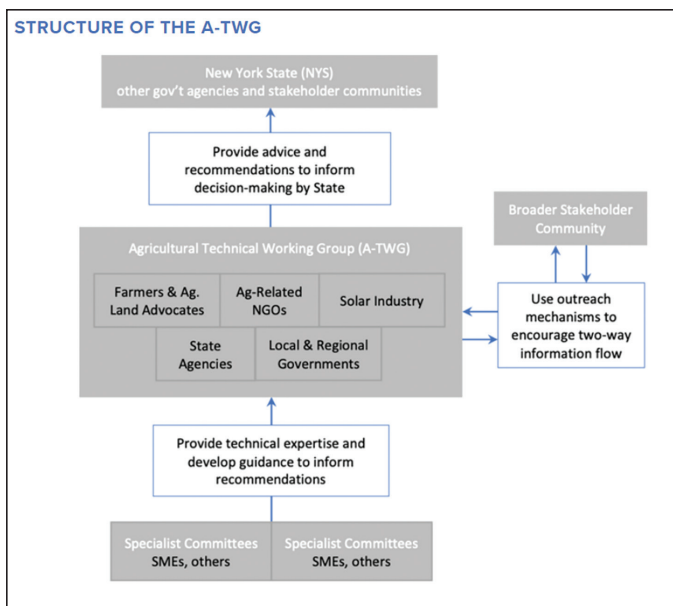 STRUCTURE OF THE A-TWG
New York State (NYS)
other gov't agencies and stakeholder communities
Provide advice and
recommendations to inform
decision-making by State
Broader Stakeholder
Community
Agricultural Technical Working Group (A-TWG)
Farmers & Ag.
Land Advocates
Ag-Related
NGOs
Solar Industry
State
Agencies
Local & Regional
Governments
Use outreach
mechanisms to
encourage two-way
information flow
Provide technical expertise and
develop guidance to inform
recommendations
Specialist Committees
SMEs, others
Specialist Committees
SMEs, others